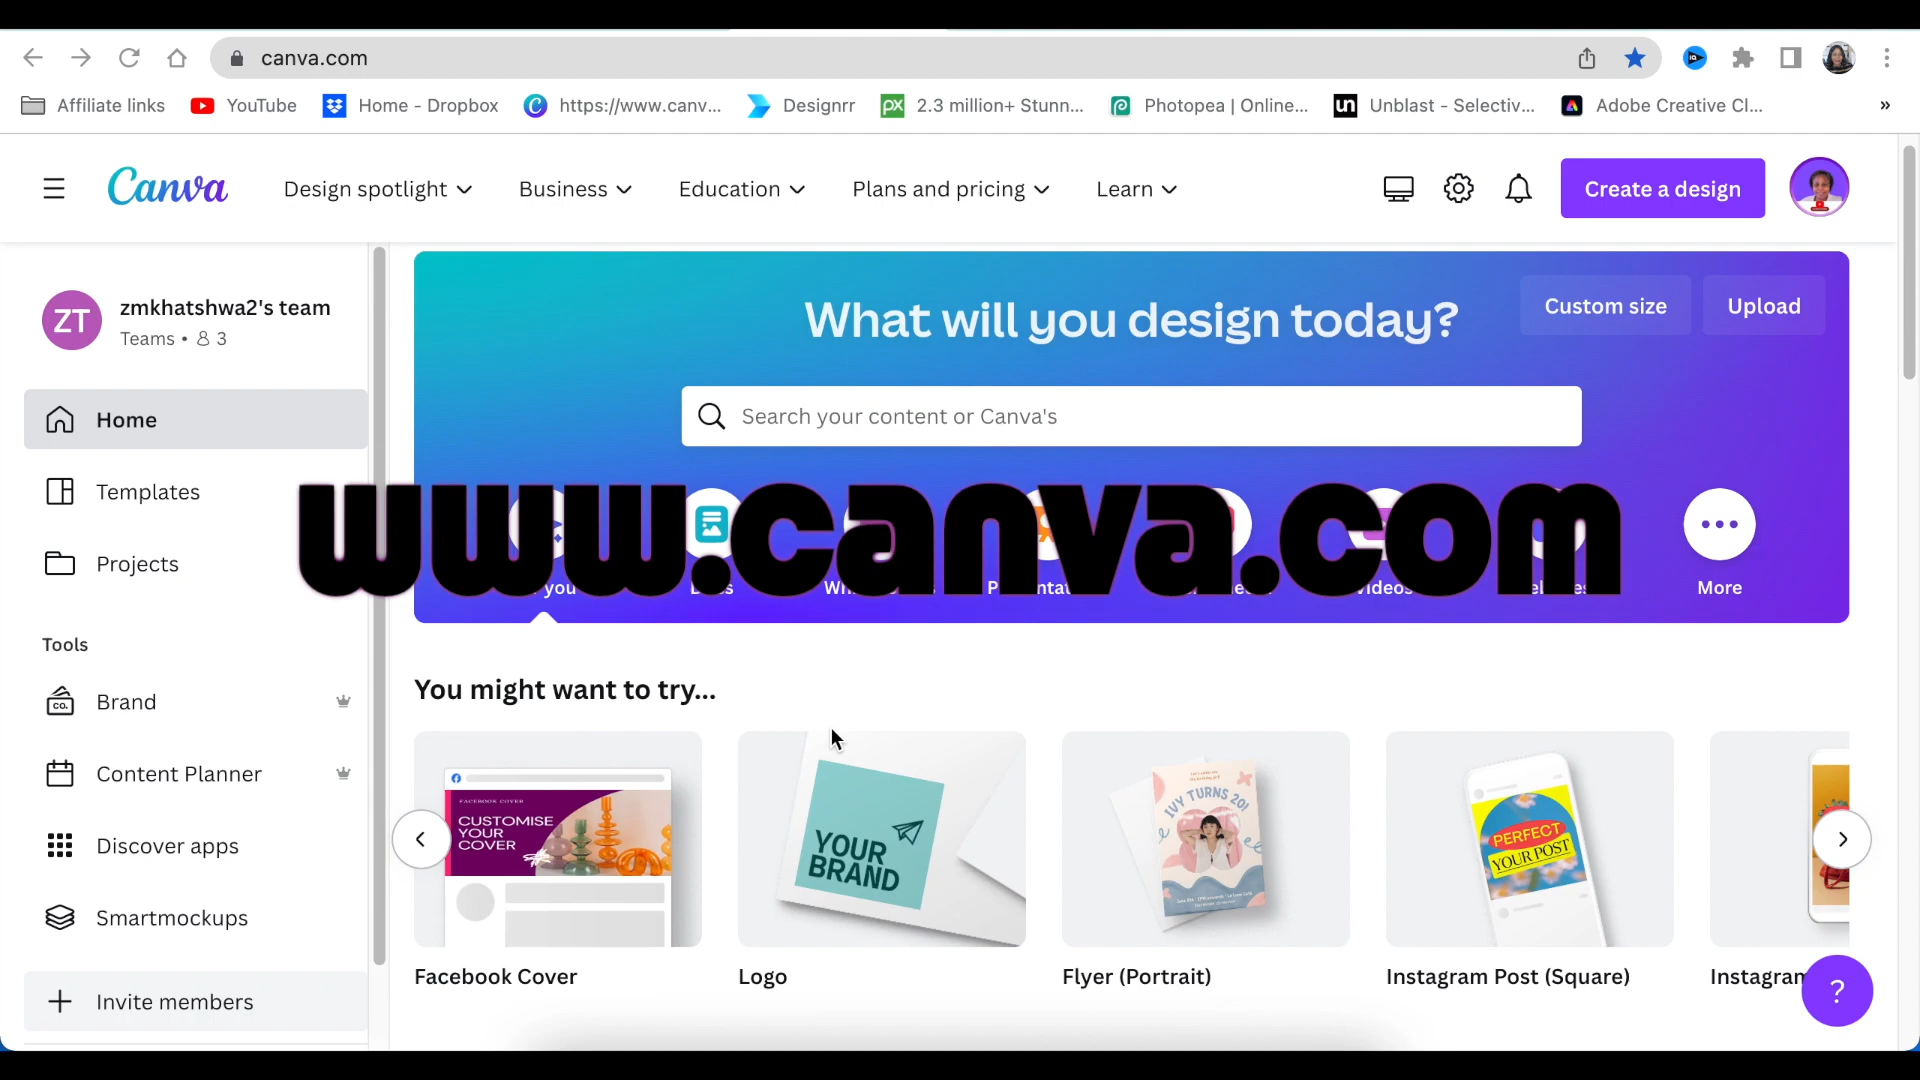 canva.com
Affiliate links
YouTube
Home - Dropbox
https://www.canv...
Designrr
2.3 million+ Stunn...
Photopea | Online...
Unblast - Selectiv...
Adobe Creative Cl...
»
Canva
Design spotlight
Business
Education
Plans and pricing
Learn
Create a design
ZT
zmkhatshwa2's team
Teams • 3
Home
Templates
Projects
Tools
CO.
Brand
Content Planner
Discover apps
Smartmockups
Invite members
What will you design today?
Custom size
Upload
Search your content or Canva's
www.canva.com
you
More
You might want to try...
FACEBOOK COVER
CUSTOMISE
YOUR
COVER
YOUR
BRAND
IVY TURNS 20!
PERFECT
YOUR POST
Facebook Cover
Logo
Flyer (Portrait)
Instagram Post (Square)
Instagram
?